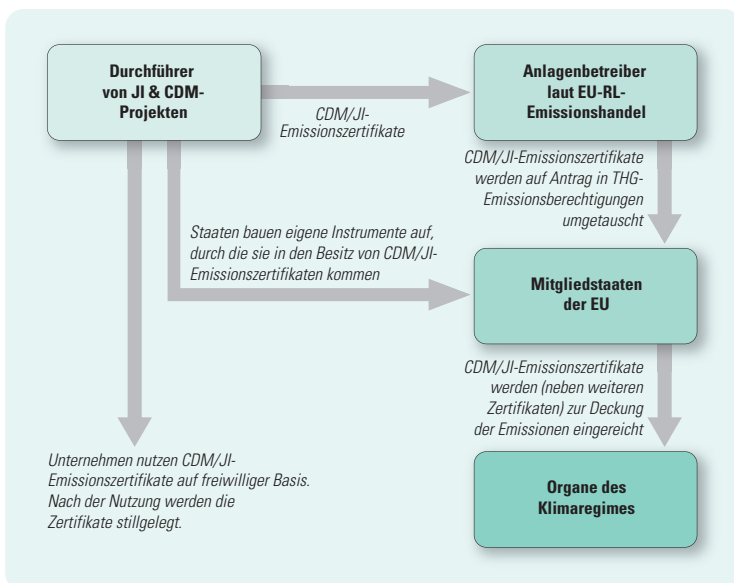 Durchführer
von JI & CDM-
Projekten
CDM/JI-
Emissionszertifikate
Anlagenbetreiber
laut EU-RL-
Emissionshandel
CDM/JI-Emissionszertifikate
werden auf Antrag in THG-
Emissionsberechtigungen
umgetauscht
Staaten bauen eigene Instrumente auf,
durch die sie in den Besitz von CDM/JI-
Emissionszertifikaten kommen
Mitgliedstaaten
der EU
CDM/JI-Emissionszertifikate
werden (neben weiteren
Zertifikaten) zur Deckung
der Emissionen eingereicht
Unternehmen nutzen CDM/JI-
Emissionszertifikate auf freiwilliger Basis.
Nach der Nutzung werden die
Zertifikate stillgelegt.
Organe des
Klimaregimes